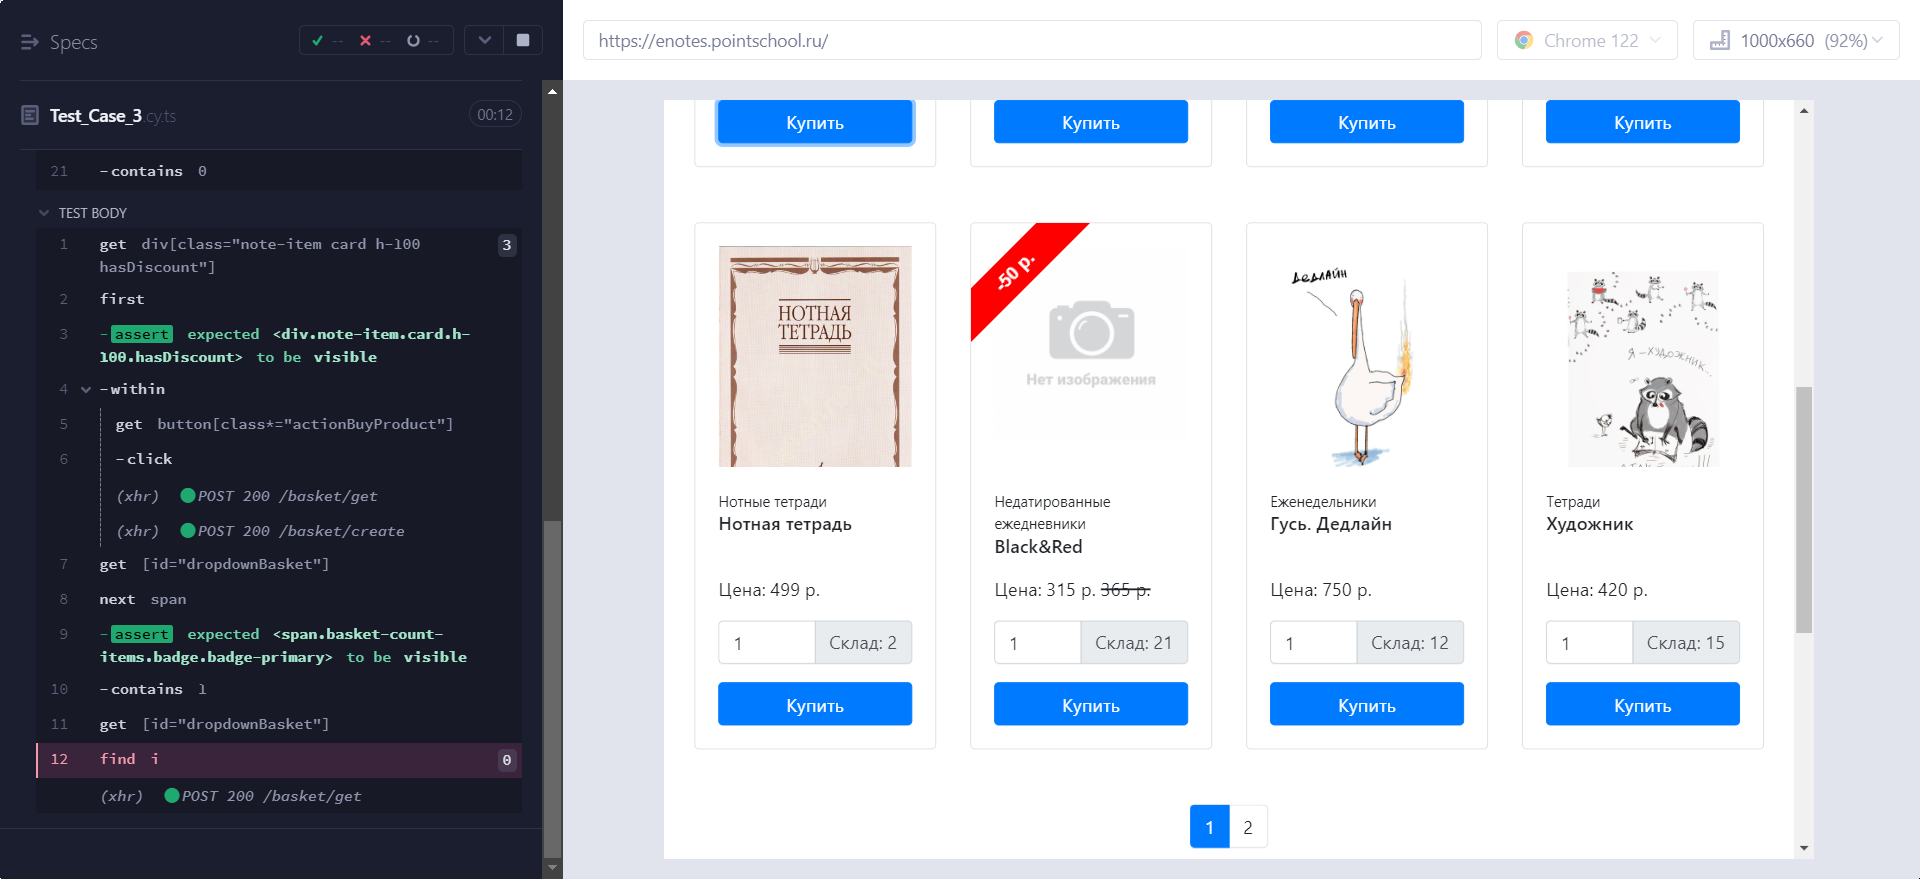 Specs
-- -- --
Test_Case_3.cy.ts
00:12
21 -contains 0
TEST BODY
1 get div[class="note-item card h-100
hasDiscount"] 3
2 first
3 -assert expected <div.note-item.card.h-
100.hasDiscount> to be visible
4 -within
5 get button[class*="actionBuyProduct"]
6 -click
(xhr) POST 200 /basket/get
(xhr) POST 200 /basket/create
7 get [id="dropdownBasket"]
8 next span
9 -assert expected <span.basket-count-
items.badge.badge-primary> to be visible
10 -contains 1
11 get [id="dropdownBasket"]
12 find i 0
(xhr) POST 200 /basket/get
https://enotes.pointschool.ru/
Chrome 122
1000x660 (92%)
Купить
Купить
Купить
Купить
НОТНАЯ
ТЕТРАДЬ
Нотные тетради
Нотная тетрадь
Цена: 499 р.
1 Склад: 2
Купить
-50 р.
Нет изображения
Недатированные
ежедневники
Black&Red
Цена: 315 р. 365 р.
1 Склад: 21
Купить
ДЕДЛАЙН
Еженедельники
Гусь. Дедлайн
Цена: 750 р.
1 Склад: 12
Купить
Я - ХУДОЖНИК...
Тетради
Художник
Цена: 420 р.
1 Склад: 15
Купить
1 2